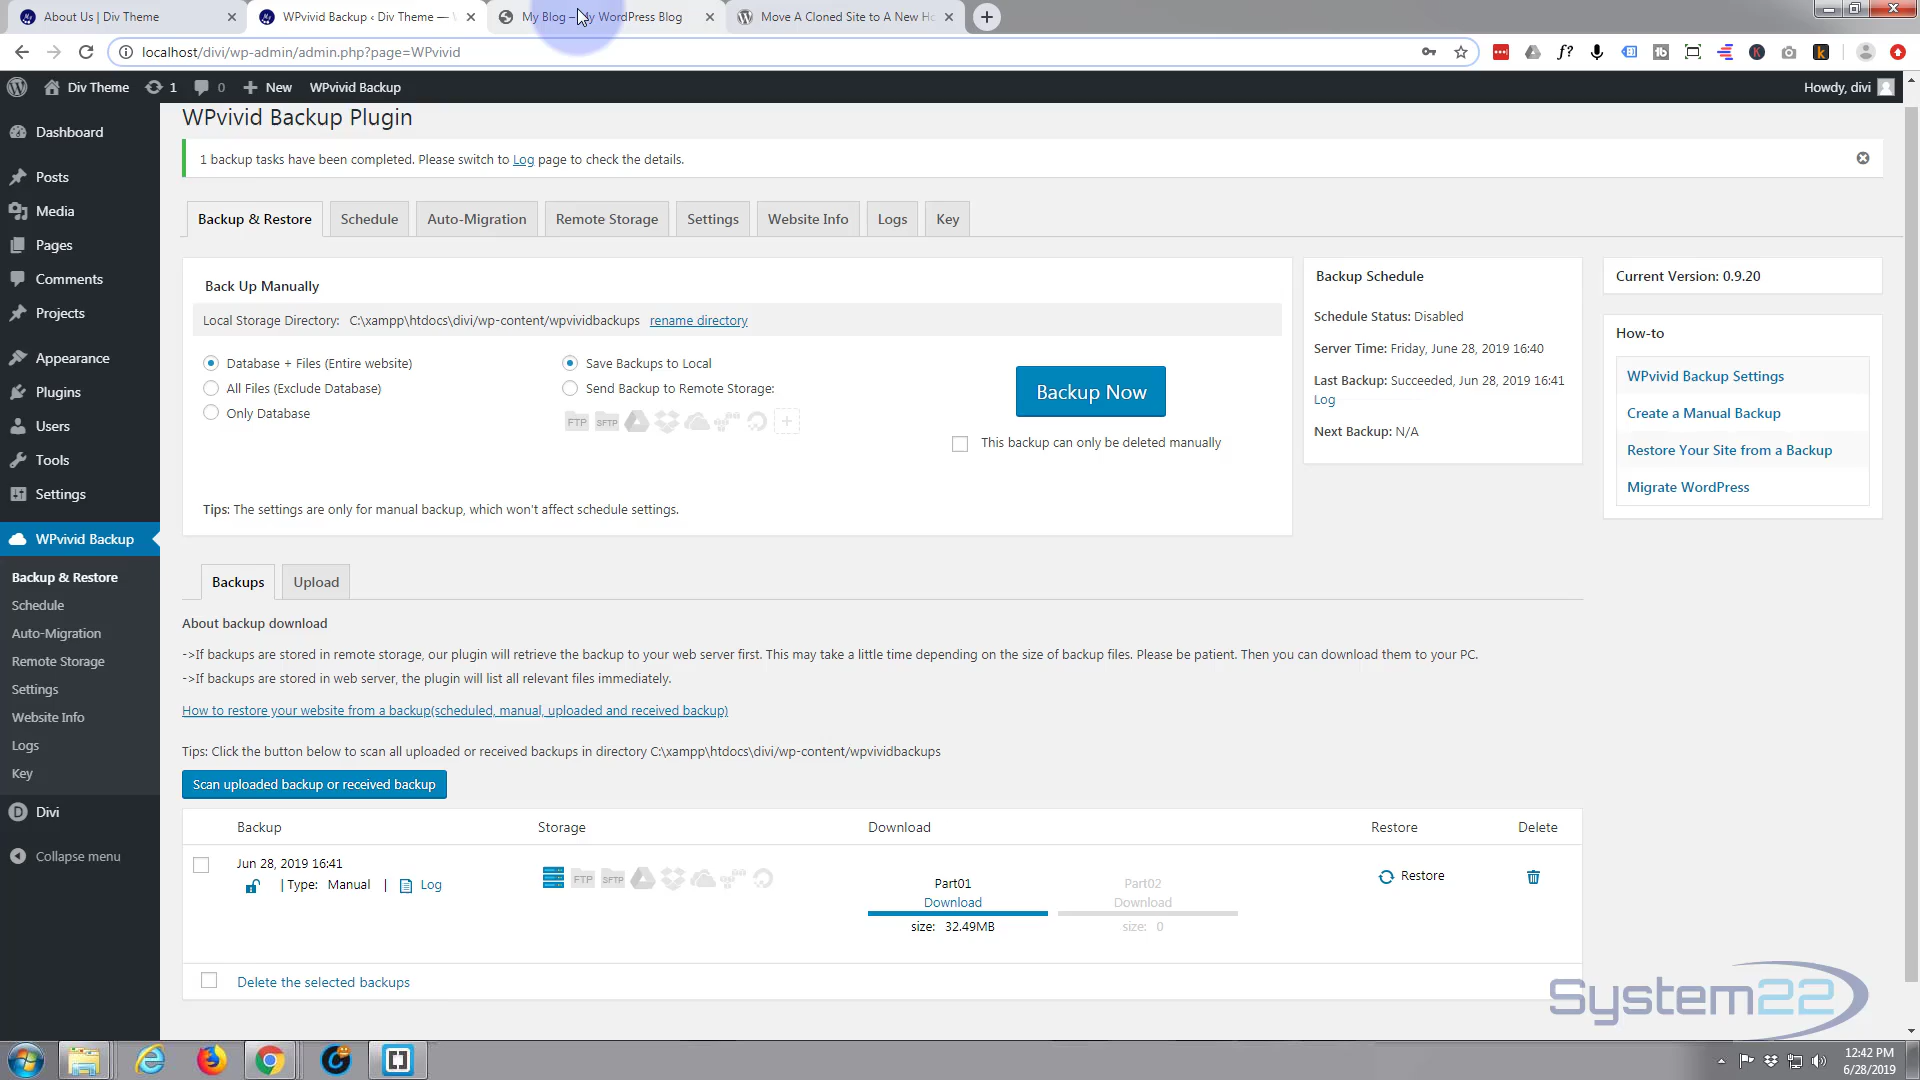 About Us | Div Theme
WPvivid Backup ‹ Div Theme —
My Blog – My WordPress Blog
Move A Cloned Site to A New Ho
localhost/divi/wp-admin/admin.php?page=WPvivid
Div Theme
1
0
New
WPvivid Backup
Howdy, divi
Dashboard
Posts
Media
Pages
Comments
Projects
Appearance
Plugins
Users
Tools
Settings
WPvivid Backup
Backup & Restore
Schedule
Auto-Migration
Remote Storage
Settings
Website Info
Logs
Key
Divi
Collapse menu
WPvivid Backup Plugin
1 backup tasks have been completed. Please switch to Log page to check the details.
Backup & Restore
Schedule
Auto-Migration
Remote Storage
Settings
Website Info
Logs
Key
Back Up Manually
Local Storage Directory: C:\xampp\htdocs\divi/wp-content/wpvividbackups rename directory
Database + Files (Entire website)
All Files (Exclude Database)
Only Database
Save Backups to Local
Send Backup to Remote Storage:
FTP SFTP
Backup Now
This backup can only be deleted manually
Tips: The settings are only for manual backup, which won't affect schedule settings.
Backup Schedule
Schedule Status: Disabled
Server Time: Friday, June 28, 2019 16:40
Last Backup: Succeeded, Jun 28, 2019 16:41
Log
Next Backup: N/A
Current Version: 0.9.20
How-to
WPvivid Backup Settings
Create a Manual Backup
Restore Your Site from a Backup
Migrate WordPress
Backups
Upload
About backup download
->If backups are stored in remote storage, our plugin will retrieve the backup to your web server first. This may take a little time depending on the size of backup files. Please be patient. Then you can download them to your PC.
->If backups are stored in web server, the plugin will list all relevant files immediately.
How to restore your website from a backup(scheduled, manual, uploaded and received backup)
Tips: Click the button below to scan all uploaded or received backups in directory C:\xampp\htdocs\divi/wp-content/wpvividbackups
Scan uploaded backup or received backup
Backup Storage Download Restore Delete
Jun 28, 2019 16:41
| Type: Manual | Log
FTP SFTP
Part01
Download
size: 32.49MB
Part02
Download
size: 0
Restore
Delete the selected backups
System22
12:42 PM
6/28/2019